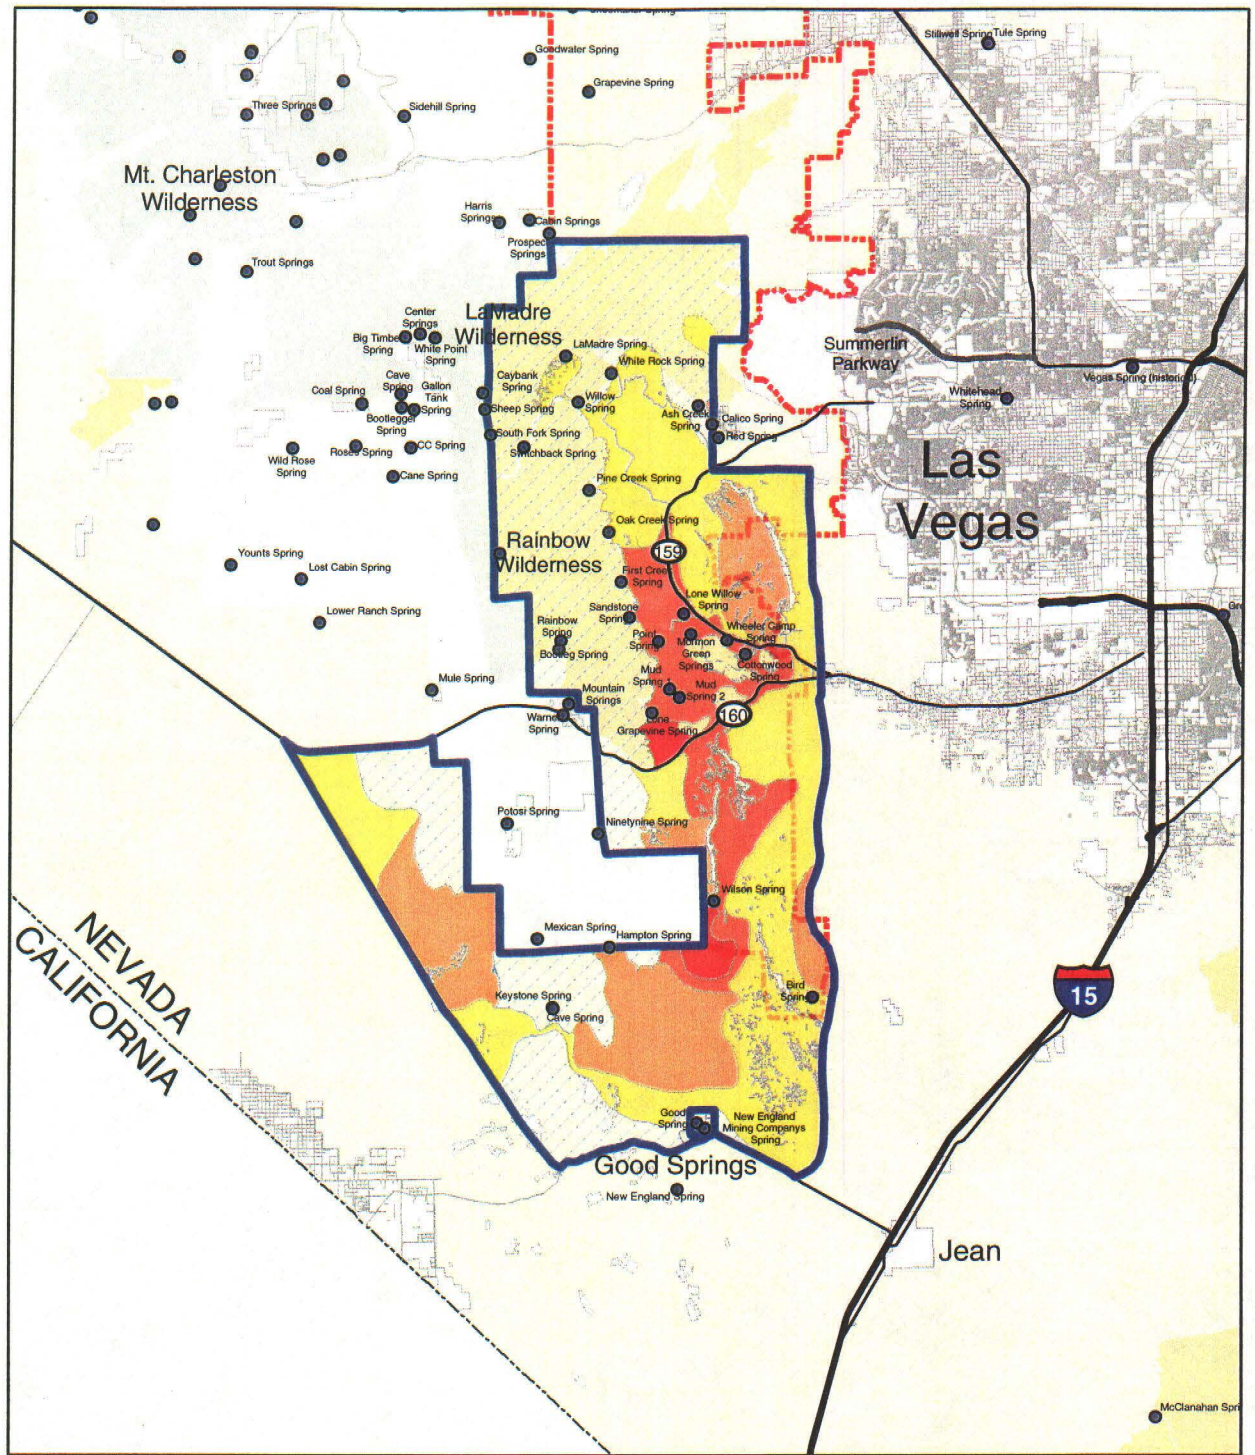 Stillwell Spring
Tule Spring
Goodwater Spring
Grapevine Spring
Three Springs
Sidehill Spring
Mt. Charleston
Wilderness
Harris
Springs
Cabin Springs
Prospec
Springs
Trout Springs
Center
Springs
LaMadre
Wilderness
Big Timbe
Spring
White Point
Spring
LaMadre Spring
White Rock Spring
Summerlin
Parkway
Vegas Spring (historical)
Cave
Spring
Gallon
Tank
Spring
Caybank
Spring
Coal Spring
Sheep Spring
Willow
Spring
Whitehead
Spring
Bootlegger
Spring
Ash Creek
Spring
Calico Spring
Red Spring
South Fork Spring
Switchback Spring
Roses Spring
CC Spring
Wild Rose
Spring
Cane Spring
Las
Vegas
Pine Creek Spring
Oak Creek Spring
Rainbow
Wilderness
159
Younts Spring
Lost Cabin Spring
First Creek
Spring
Lower Ranch Spring
Sandstone
Spring
Lone Willow
Spring
Rainbow
Spring
Bootleg Spring
Point
Spring
Mormon
Green
Springs
Wheeler Camp
Spring
Cottonwood
Spring
Mule Spring
Mud
Spring 1
Mud
Spring 2
Mountain
Springs
Warne
Spring
Lone
Grapevine Spring
160
Potosi Spring
Ninetynine Spring
Wilson Spring
Mexican Spring
Hampton Spring
NEVADA
CALIFORNIA
Keystone Spring
Cave Spring
Bird
Spring
15
Good
Spring
New England
Mining Companys
Spring
Good Springs
New England Spring
Jean
McClanahan Spri